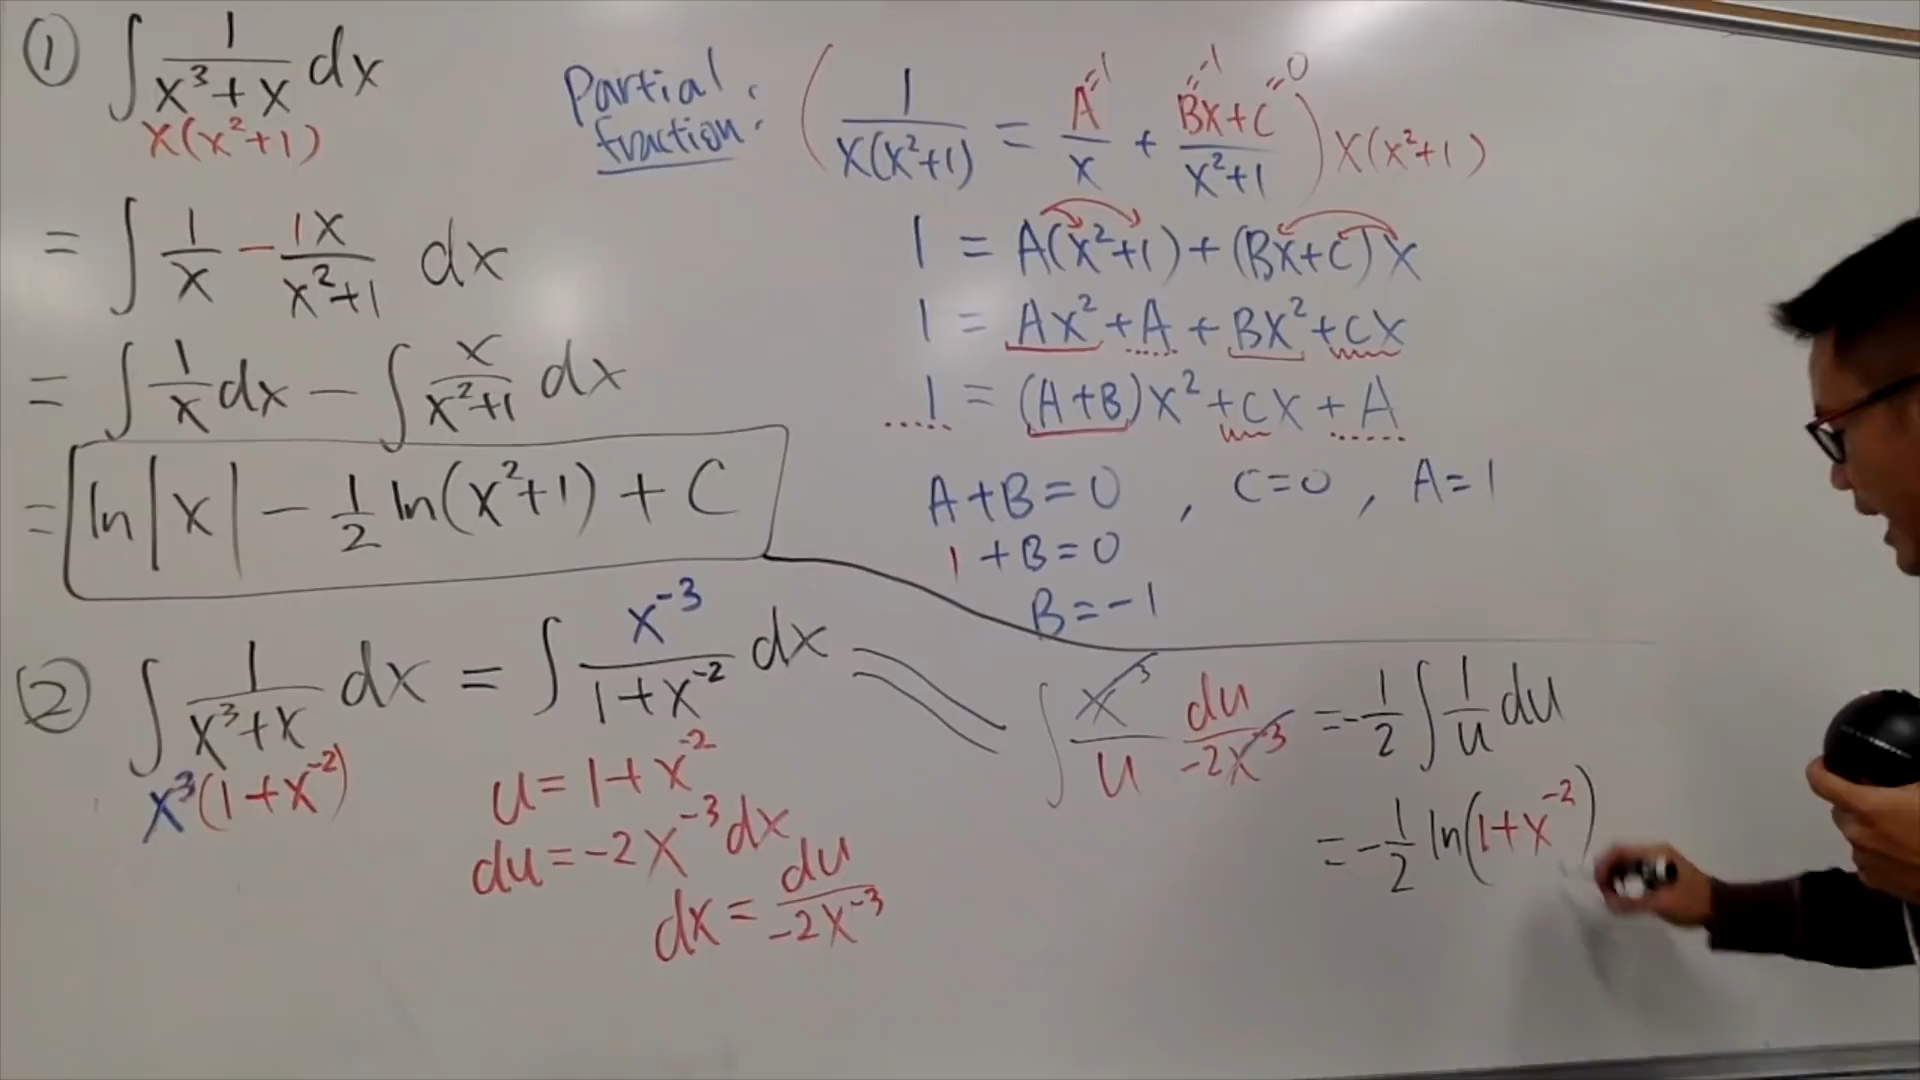 ① ∫ 1/(x³+x) dx
x(x²+1)
= ∫ 1/x - 1x/(x²+1) dx
= ∫ 1/x dx - ∫ x/(x²+1) dx
= ln|x| - 1/2 ln(x²+1) + C
Partial fraction: ( 1/(x(x²+1)) = A/x + (Bx+C)/(x²+1) ) x(x²+1)
"1 "-1 "0
1 = A(x²+1) + (Bx+C)x
1 = Ax² + A + Bx² + Cx
1 = (A+B)x² + Cx + A
A+B=0 , C=0 , A=1
1+B=0
B=-1
② ∫ 1/(x³+x) dx = ∫ x⁻³/(1+x⁻²) dx
x³(1+x⁻²)
u=1+x⁻²
du=-2x⁻³dx
dx = du/(-2x⁻³)
= ∫ x⁻³/u du/(-2x⁻³) = -1/2 ∫ 1/u du
= -1/2 ln(1+x⁻²)